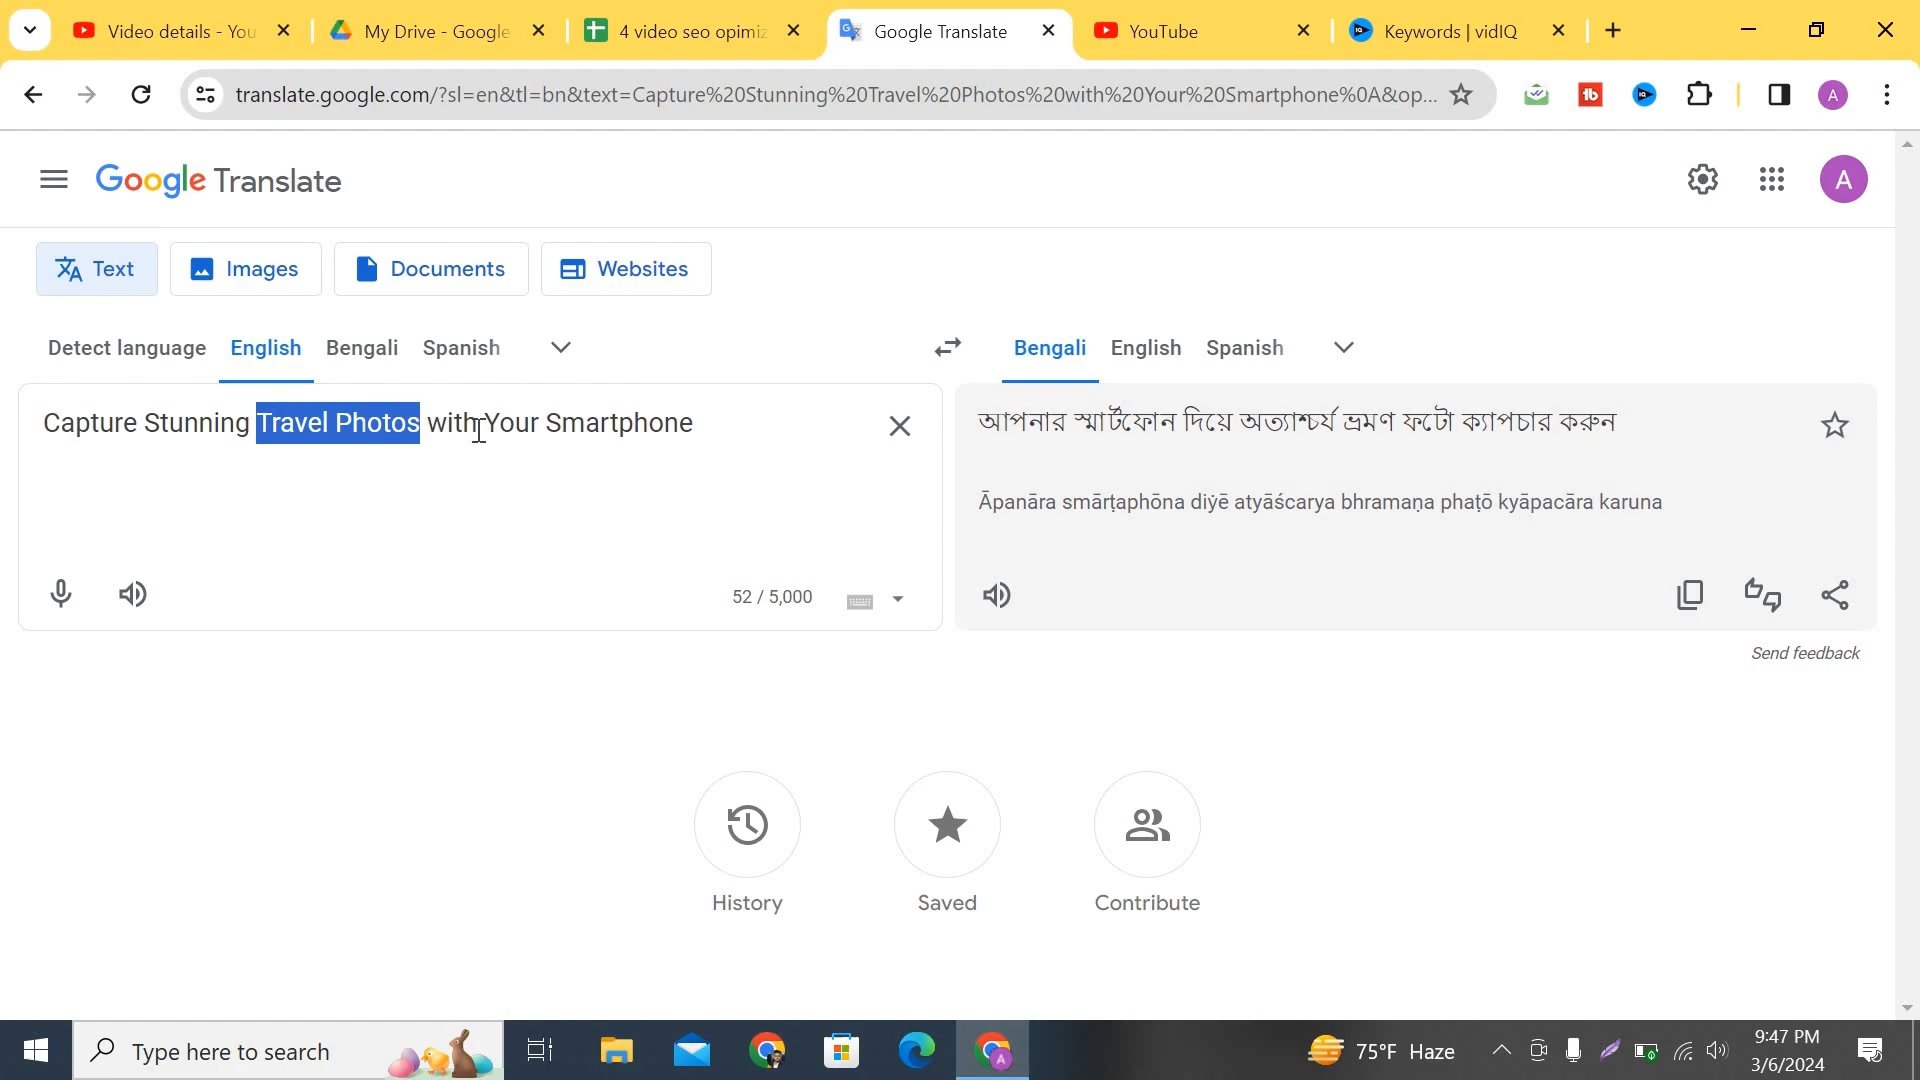 Video details - You
My Drive - Google
4 video seo opimiz
Google Translate
YouTube
Keywords | vidIQ
translate.google.com/?sl=en&tl=bn&text=Capture%20Stunning%20Travel%20Photos%20with%20Your%20Smartphone%0A&op...
A
Google Translate
A
Text
Images
Documents
Websites
Detect language
English
Bengali
Spanish
Bengali
English
Spanish
Capture Stunning Travel Photos with Your Smartphone
আপনার স্মার্টফোন দিয়ে অত্যাশ্চর্য ভ্রমণ ফটো ক্যাপচার করুন
Āpanāra smārṭaphōna diẏē atyāścarya bhramaṇa phaṭō kyāpacāra karuna
52 / 5,000
Send feedback
History
Saved
Contribute
Type here to search
75°F Haze
9:47 PM
3/6/2024